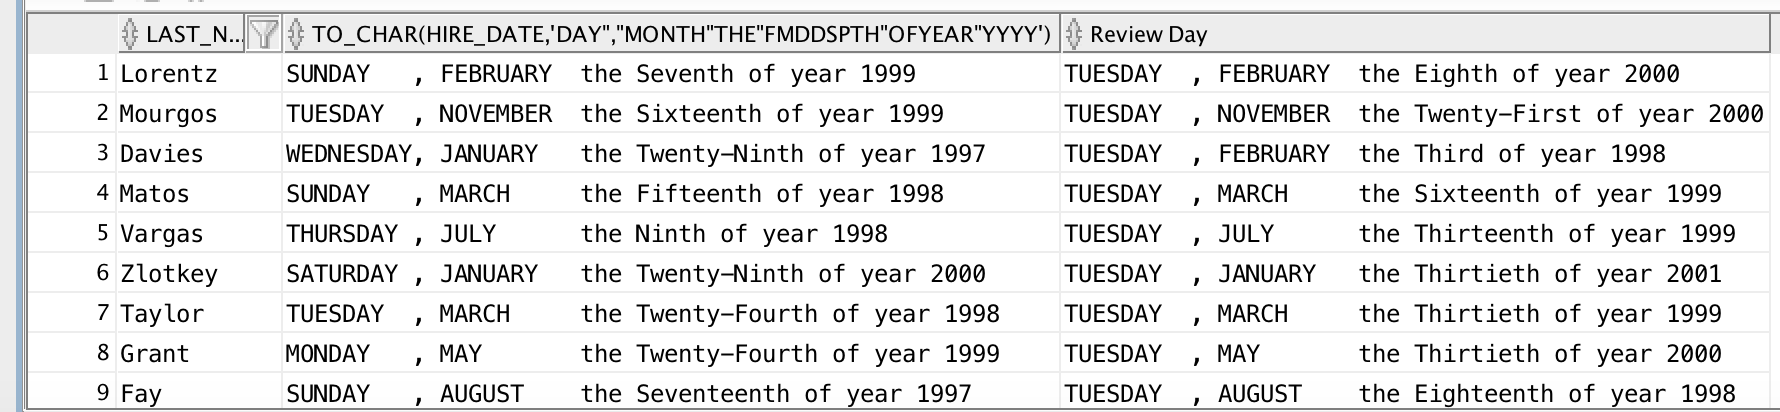 LAST_N... TO_CHAR(HIRE_DATE,'DAY","MONTH"THE"FMDDSPTH"OFYEAR"YYYY') Review Day
1 Lorentz SUNDAY   , FEBRUARY  the Seventh of year 1999 TUESDAY  , FEBRUARY  the Eighth of year 2000
2 Mourgos TUESDAY  , NOVEMBER  the Sixteenth of year 1999 TUESDAY  , NOVEMBER  the Twenty-First of year 2000
3 Davies WEDNESDAY, JANUARY   the Twenty-Ninth of year 1997 TUESDAY  , FEBRUARY  the Third of year 1998
4 Matos SUNDAY   , MARCH     the Fifteenth of year 1998 TUESDAY  , MARCH     the Sixteenth of year 1999
5 Vargas THURSDAY , JULY      the Ninth of year 1998 TUESDAY  , JULY      the Thirteenth of year 1999
6 Zlotkey SATURDAY , JANUARY   the Twenty-Ninth of year 2000 TUESDAY  , JANUARY   the Thirtieth of year 2001
7 Taylor TUESDAY  , MARCH     the Twenty-Fourth of year 1998 TUESDAY  , MARCH     the Thirtieth of year 1999
8 Grant MONDAY   , MAY       the Twenty-Fourth of year 1999 TUESDAY  , MAY       the Thirtieth of year 2000
9 Fay SUNDAY   , AUGUST    the Seventeenth of year 1997 TUESDAY  , AUGUST    the Eighteenth of year 1998